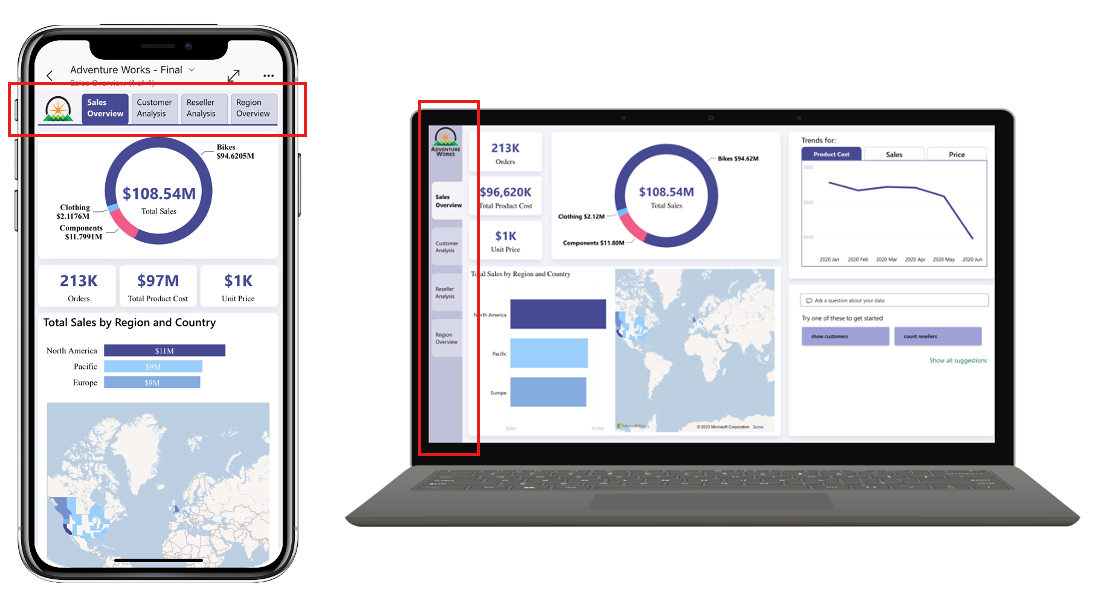 Adventure Works - Final
Sales Overview (1 of 4)
Sales
Overview
Customer
Analysis
Reseller
Analysis
Region
Overview
Bikes
$94.6205M
$108.54M
Total Sales
Clothing
$2.1176M
Components
$11.7991M
213K
Orders
$97M
Total Product Cost
$1K
Unit Price
Total Sales by Region and Country
North America
$11M
Pacific
$9M
Europe
$9M
ADVENTURE
WORKS
Sales
Overview
Customer
Analysis
Reseller
Analysis
Region
Overview
213K
Orders
$96,620K
Total Product Cost
$1K
Unit Price
Bikes $94.62M
$108.54M
Total Sales
Clothing $2.12M
Components $11.80M
Trends for:
Product Cost
Sales
Price
2020 Jan
2020 Feb
2020 Mar
2020 Apr
2020 May
2020 Jun
Total Sales by Region and Country
North America
Pacific
Europe
$0M
$10M
© 2023 Microsoft Corporation Terms
Ask a question about your data
Try one of these to get started
show customers
count resellers
Show all suggestions